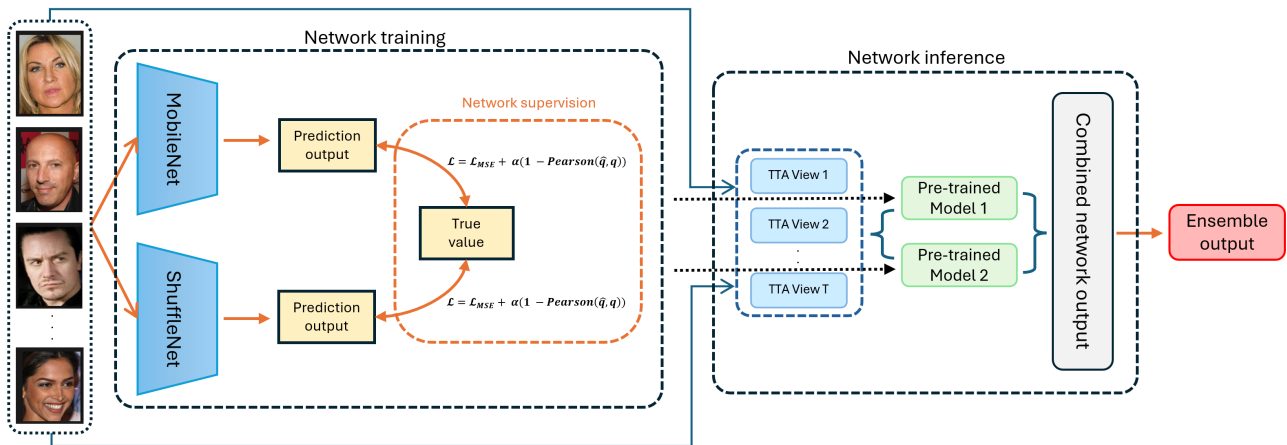 Network training
MobileNet
Prediction
output
Network supervision
ℒ = ℒ_MSE + α(1 − Pearson(q̂, q))
True
value
ShuffleNet
Prediction
output
ℒ = ℒ_MSE + α(1 − Pearson(q̂, q))
Network inference
TTA View 1
TTA View 2
.
.
TTA View T
Pre-trained
Model 1
Pre-trained
Model 2
Combined network output
Ensemble
output